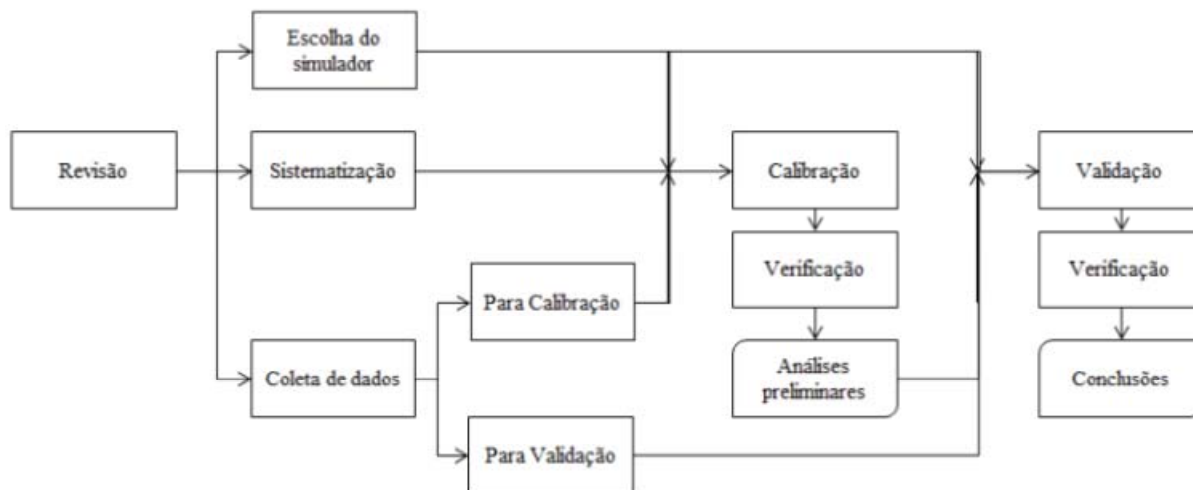 Escolha do
simulador
Revisão
Sistematização
Calibração
Validação
Verificação
Verificação
Para Calibração
Coleta de dados
Análises
preliminares
Conclusões
Para Validação